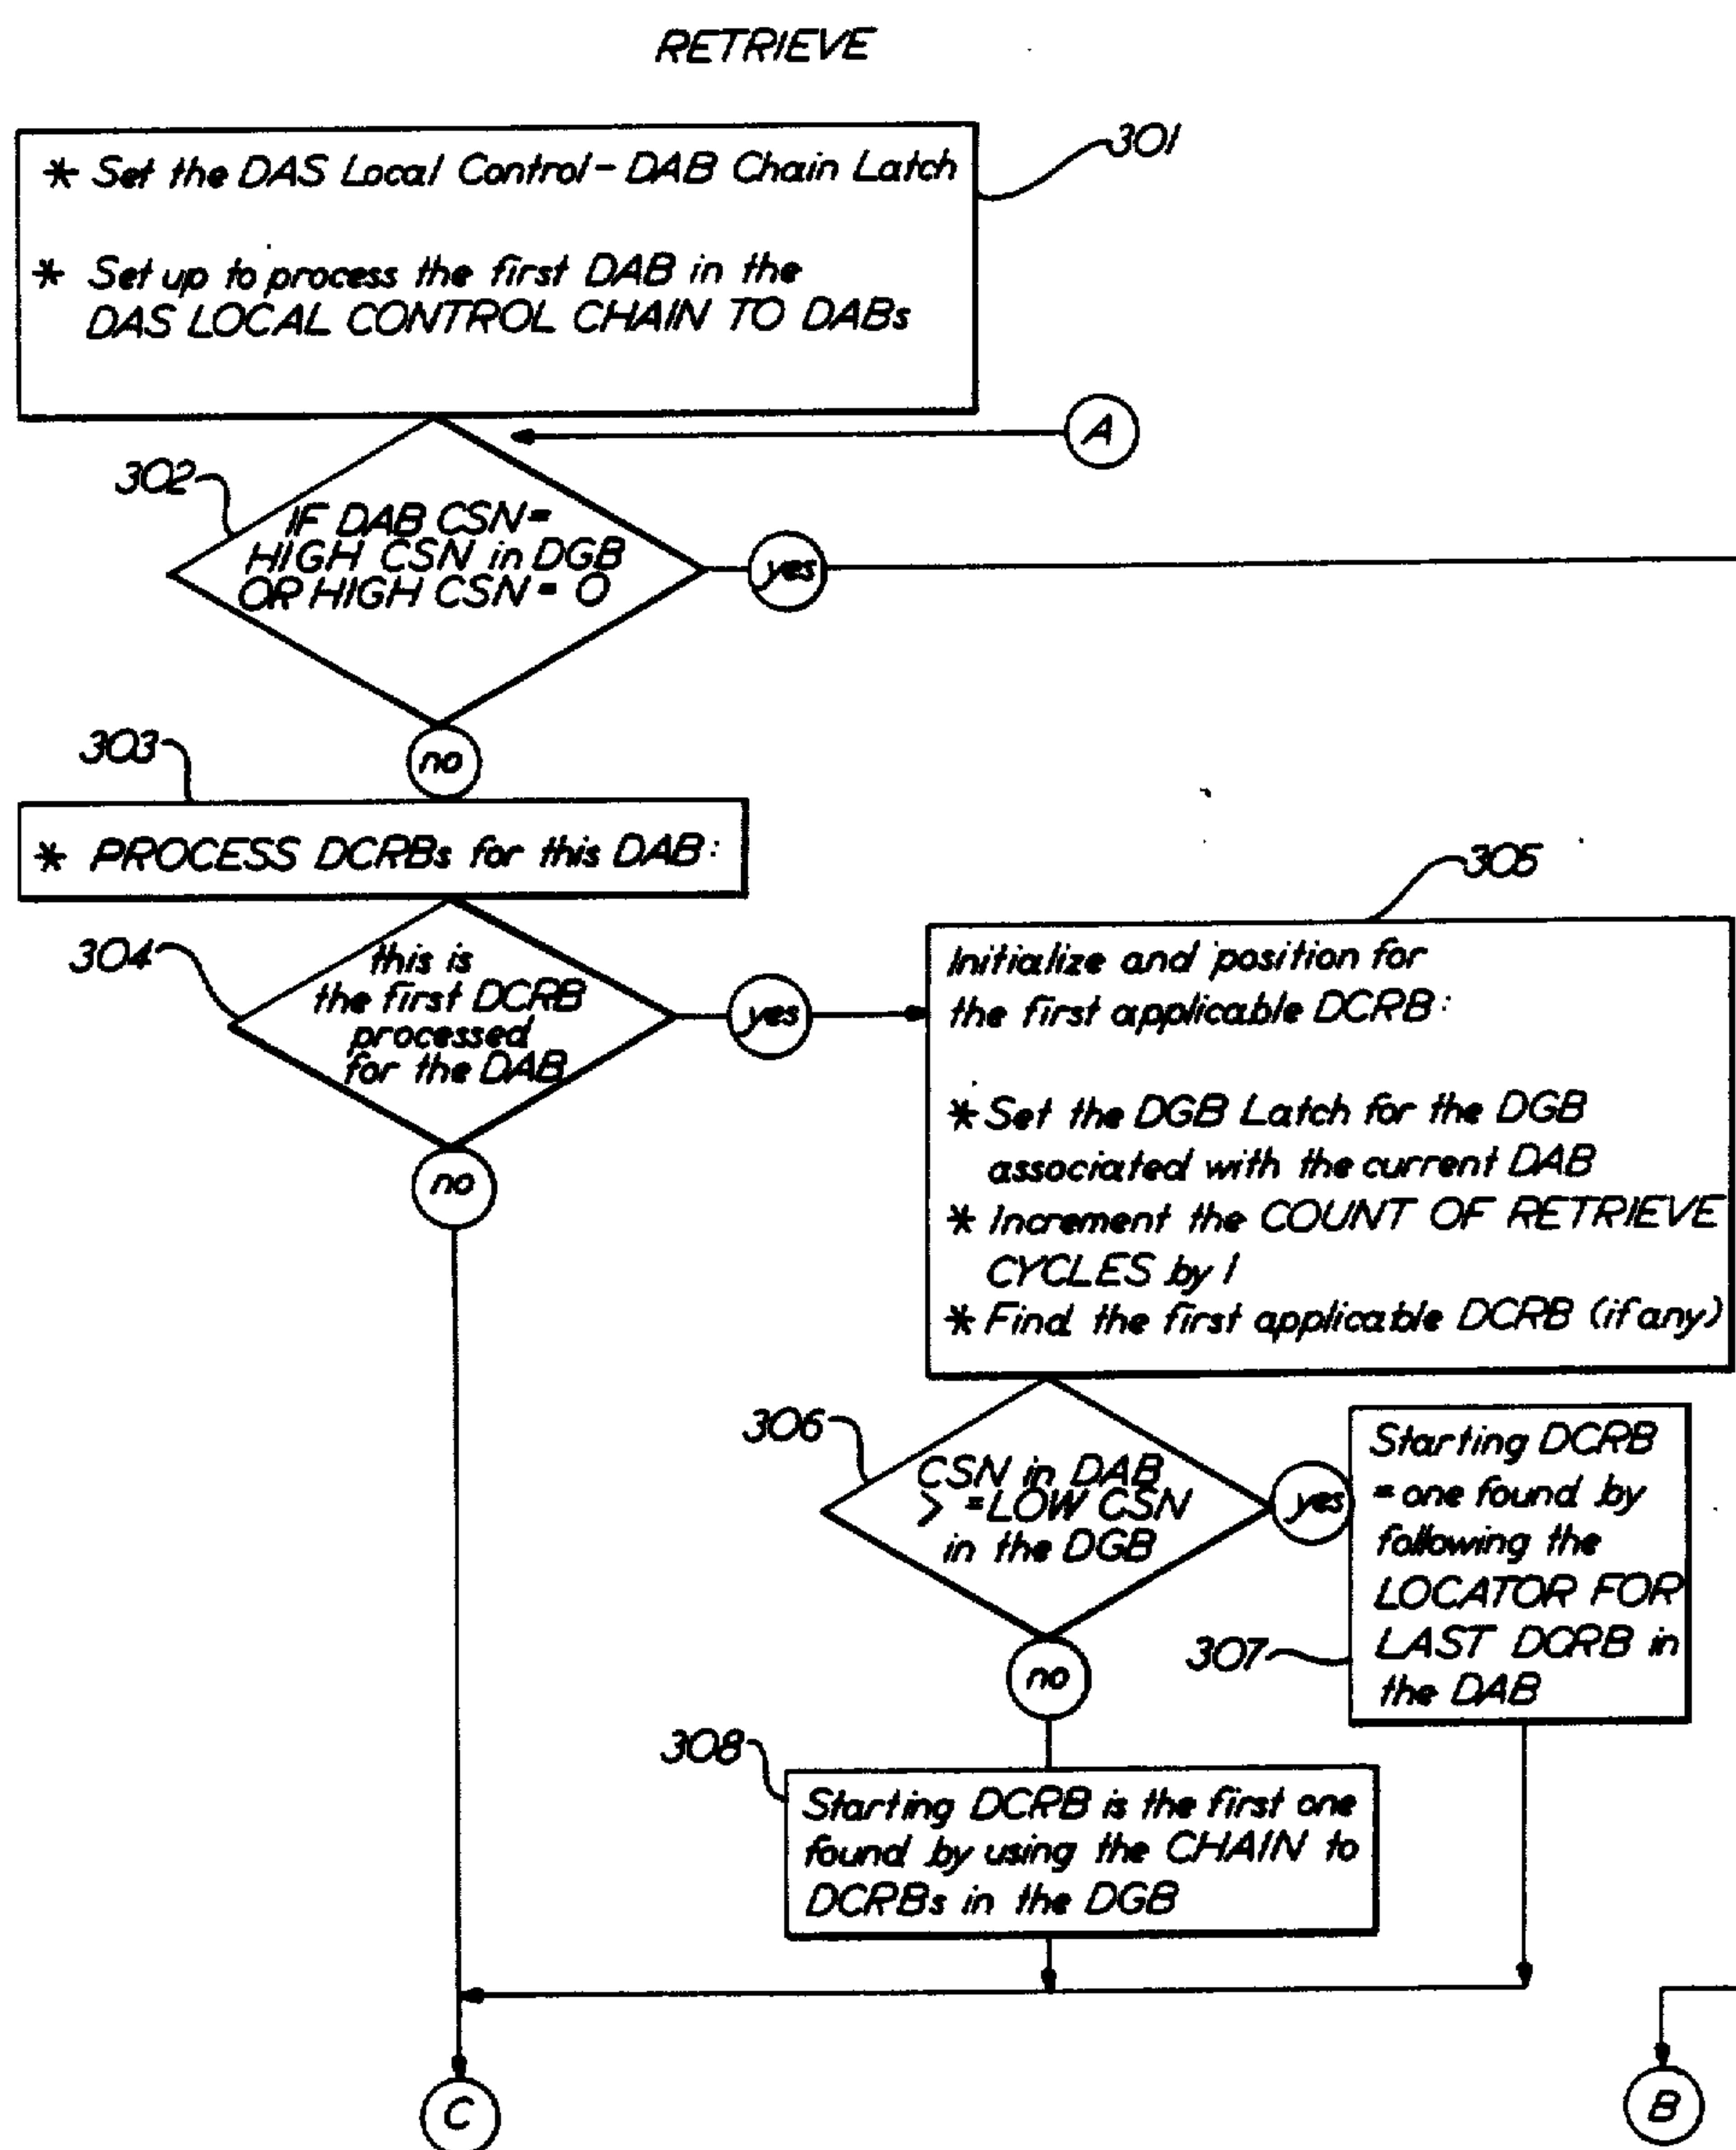 RETRIEVE
* Set the DAS Local Control-DAB Chain Latch
301
* Set up to process the first DAB in the
DAS LOCAL CONTROL CHAIN TO DABs
A
302
IF DAB CSN=
HIGH CSN in DGB
OR HIGH CSN = 0
yes
no
303
* PROCESS DCRBs for this DAB:
304
this is
the first DCRB
processed
for the DAB
yes
no
305
Initialize and position for
the first applicable DCRB:
* Set the DGB Latch for the DGB
associated with the current DAB
* Increment the COUNT OF RETRIEVE
CYCLES by 1
* Find the first applicable DCRB (if any)
306
CSN in DAB
> =LOW CSN
in the DGB
yes
no
307
Starting DCRB
= one found by
following the
LOCATOR FOR
LAST DCRB in
the DAB
308
Starting DCRB is the first one
found by using the CHAIN to
DCRBs in the DGB
C
B